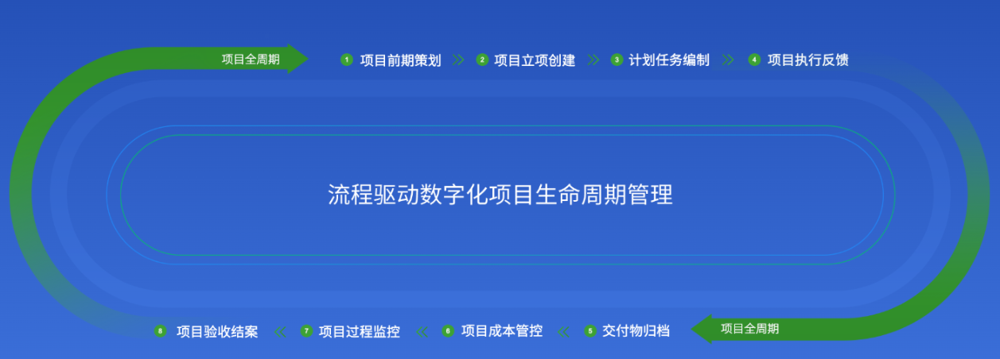 项目全周期
1 项目前期策划
2 项目立项创建
3 计划任务编制
4 项目执行反馈
流程驱动数字化项目生命周期管理
8 项目验收结案
7 项目过程监控
6 项目成本管控
5 交付物归档
项目全周期